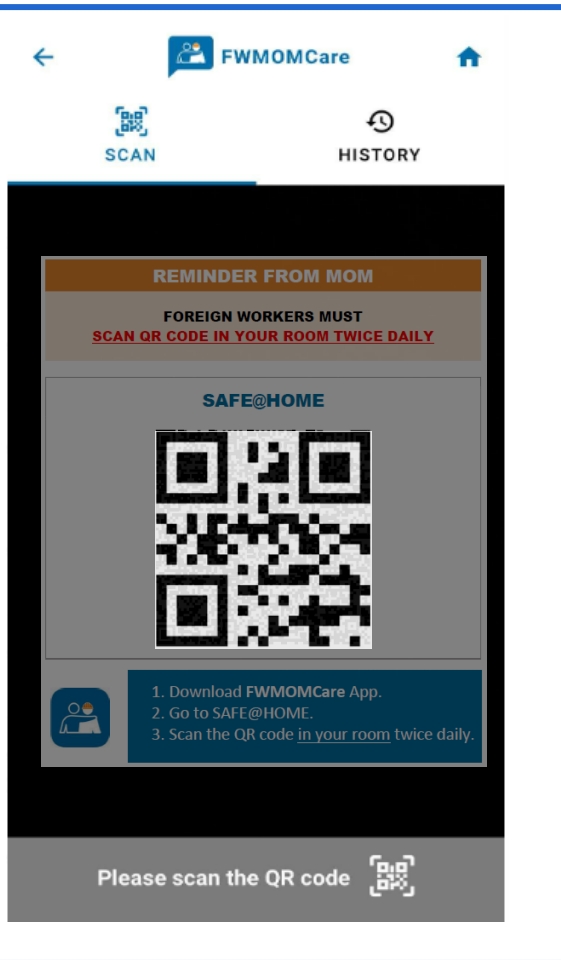 FWMOMCare
SCAN
HISTORY
REMINDER FROM MOM
FOREIGN WORKERS MUST
SCAN QR CODE IN YOUR ROOM TWICE DAILY
SAFE@HOME
1. Download FWMOMCare App.
2. Go to SAFE@HOME.
3. Scan the QR code in your room twice daily.
Please scan the QR code